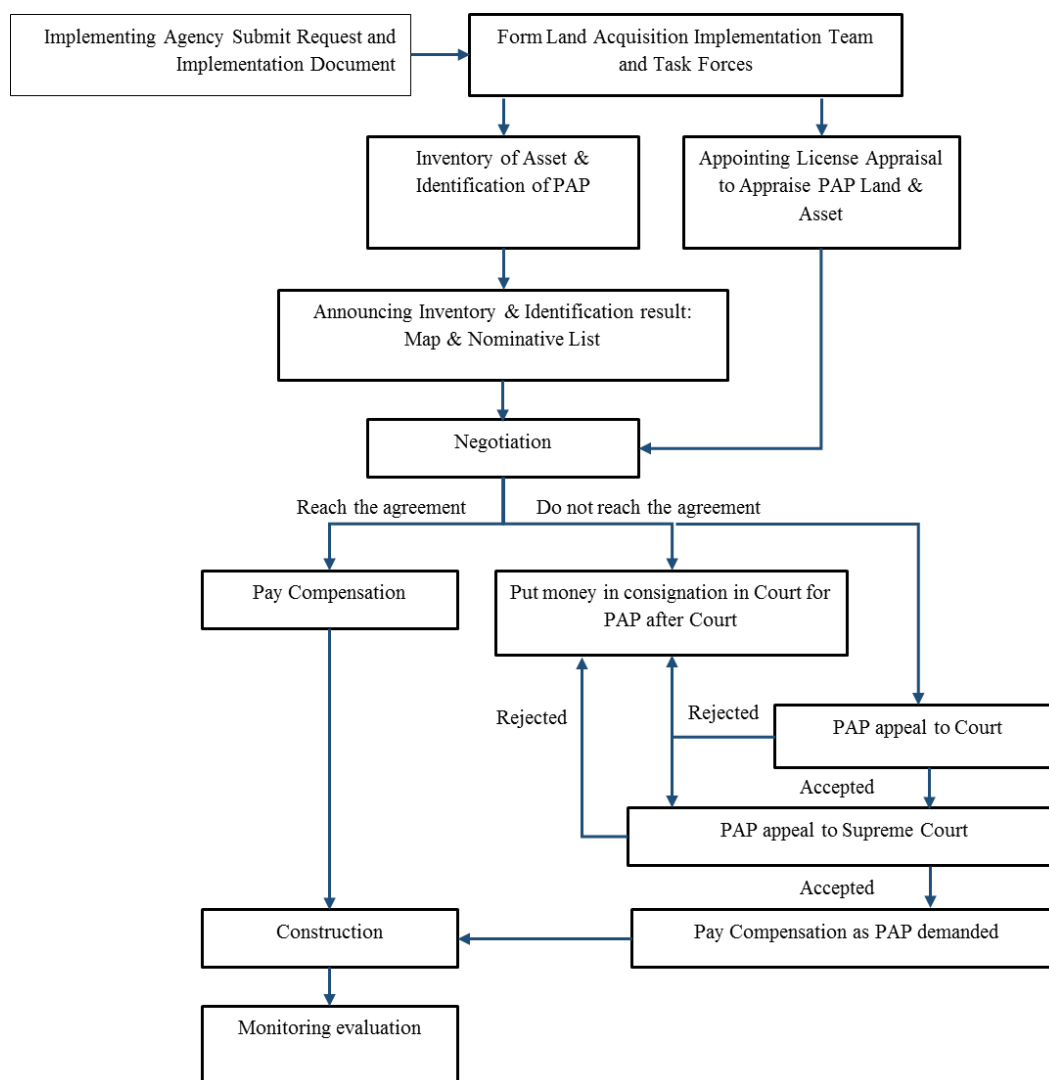 Implementing Agency Submit Request and
Implementation Document
Form Land Acquisition Implementation Team
and Task Forces
Inventory of Asset &
Identification of PAP
Appointing License Appraisal
to Appraise PAP Land &
Asset
Announcing Inventory & Identification result:
Map & Nominative List
Negotiation
Reach the agreement
Do not reach the agreement
Pay Compensation
Put money in consignation in Court for
PAP after Court
Rejected
Rejected
PAP appeal to Court
Accepted
PAP appeal to Supreme Court
Accepted
Construction
Pay Compensation as PAP demanded
Monitoring evaluation